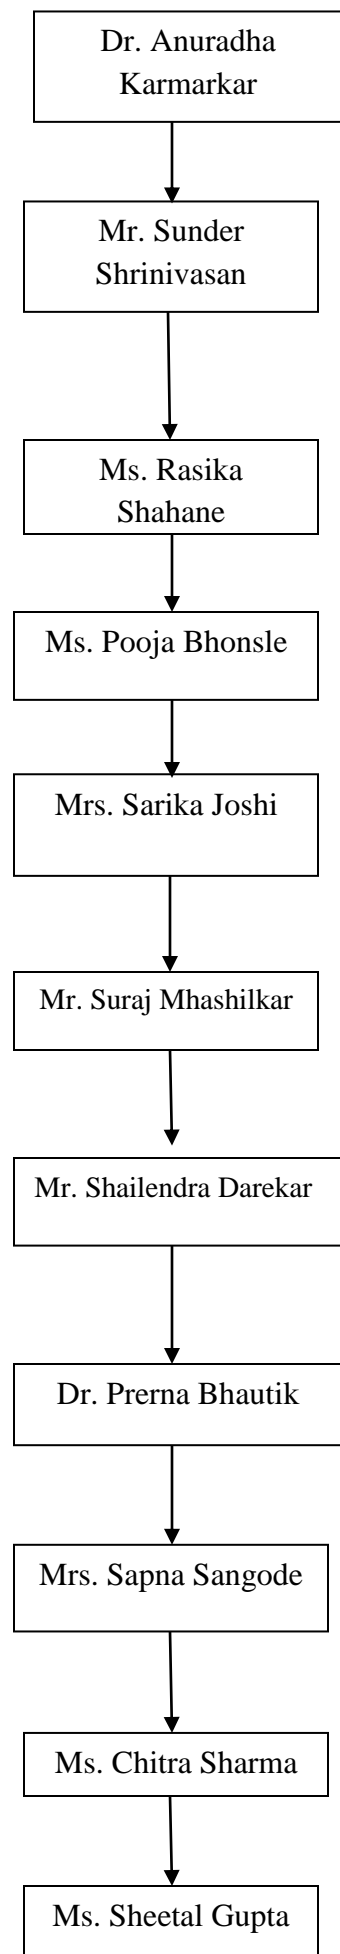 Dr. Anuradha
Karmarkar
Mr. Sunder
Shrinivasan
Ms. Rasika
Shahane
Ms. Pooja Bhonsle
Mrs. Sarika Joshi
Mr. Suraj Mhashilkar
Mr. Shailendra Darekar
Dr. Prerna Bhautik
Mrs. Sapna Sangode
Ms. Chitra Sharma
Ms. Sheetal Gupta